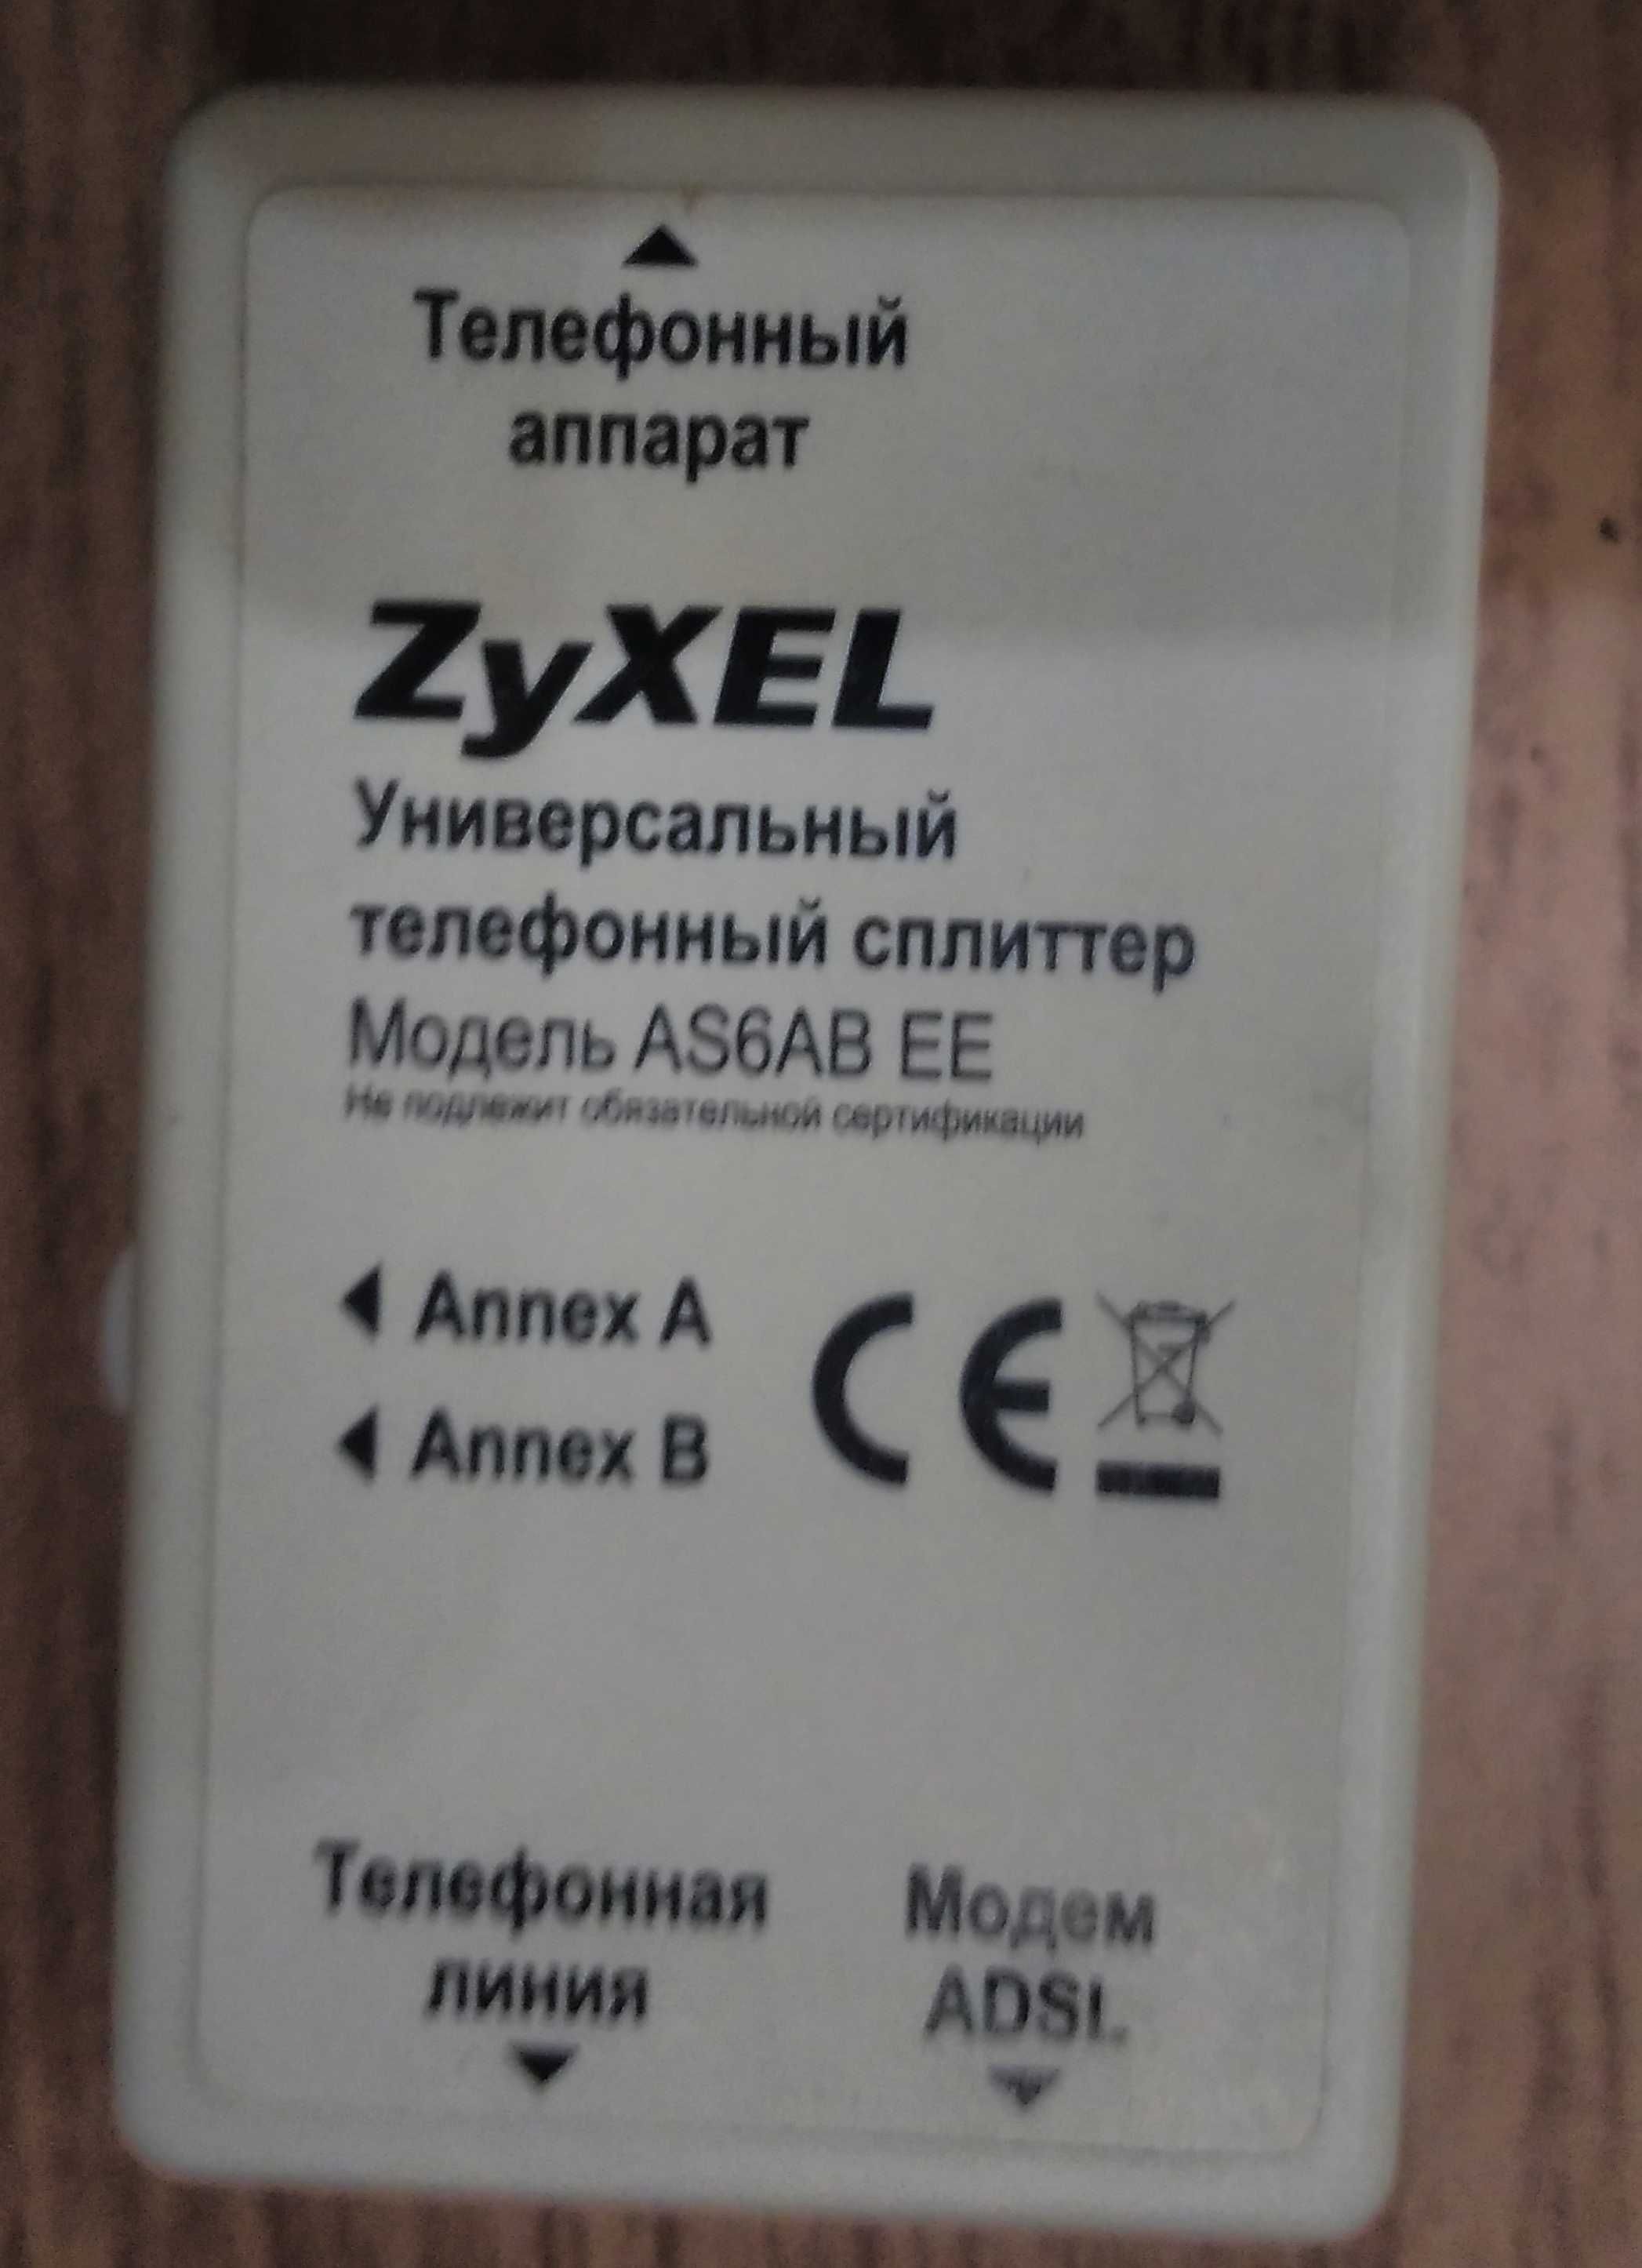 Телефонный
аппарат
ZyXEL
Универсальный
телефонный сплиттер
Модель AS6AB EE
Не подлежит обязательной сертификации
Annex A
Annex B
CE
Телефонная
линия
Модем
ADSL